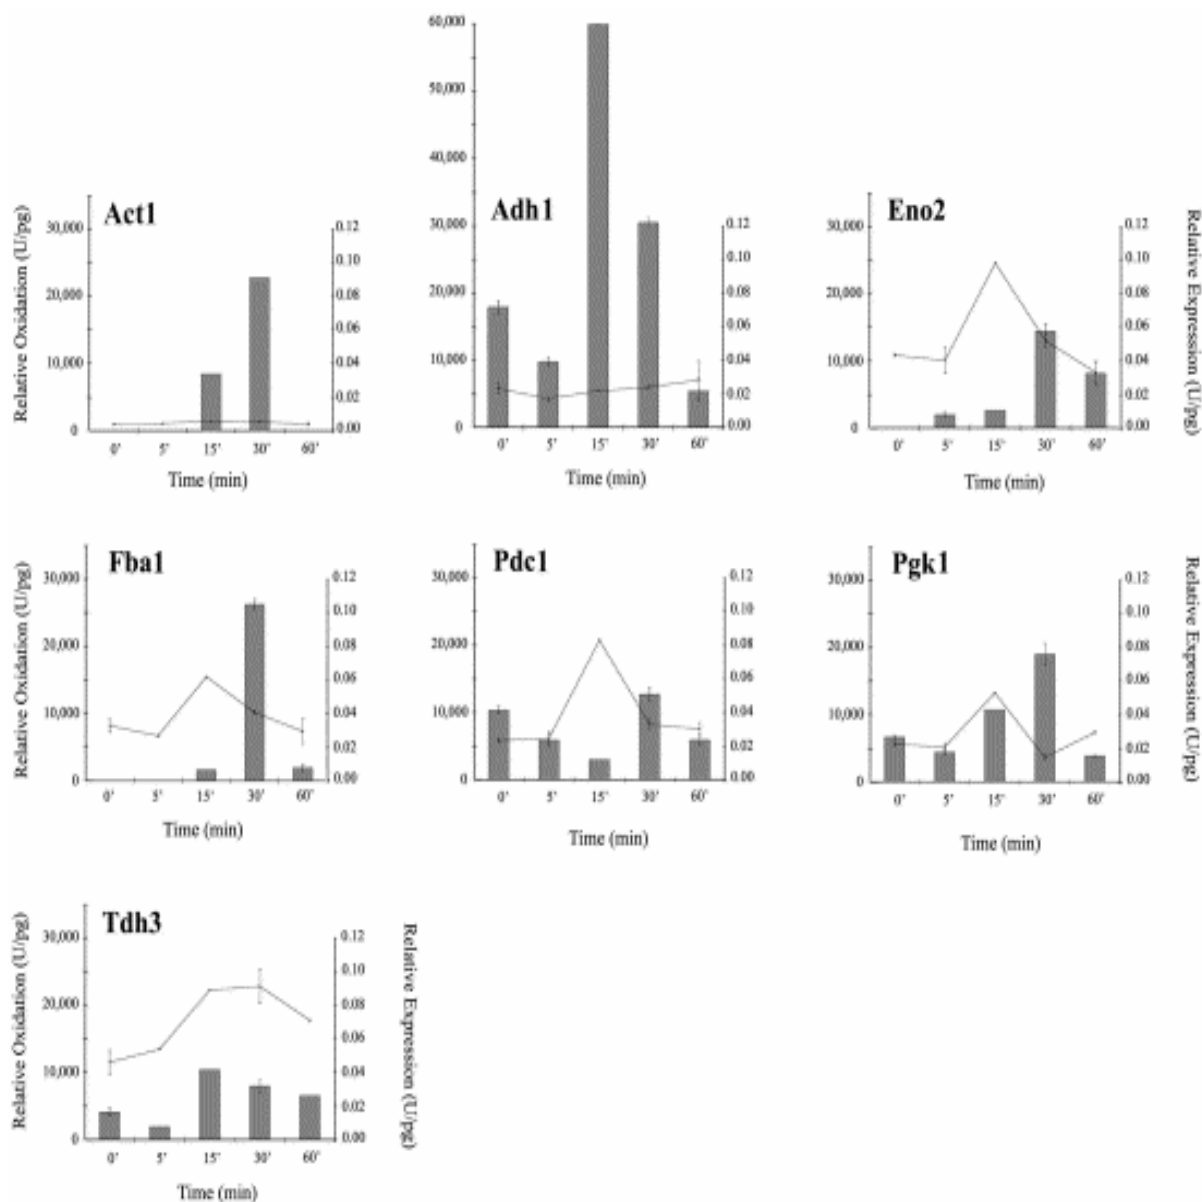 Act1
Relative Oxidation (U/pg)
30,000
20,000
10,000
0
0.12
0.10
0.08
0.06
0.04
0.02
0.00
0' 5' 15' 30' 60'
Time (min)
Adh1
60,000
50,000
40,000
30,000
20,000
10,000
0
0.12
0.10
0.08
0.06
0.04
0.02
0.00
0' 5' 15' 30' 60'
Time (min)
Eno2
30,000
20,000
10,000
0
0.12
0.10
0.08
0.06
0.04
0.02
0.00
Relative Expression (U/pg)
0' 5' 15' 30' 60'
Time (min)
Fba1
Relative Oxidation (U/pg)
30,000
20,000
10,000
0
0.12
0.10
0.08
0.06
0.04
0.02
0.00
0' 5' 15' 30' 60'
Time (min)
Pdc1
30,000
20,000
10,000
0
0.12
0.10
0.08
0.06
0.04
0.02
0.00
0' 5' 15' 30' 60'
Time (min)
Pgk1
30,000
20,000
10,000
0
0.12
0.10
0.08
0.06
0.04
0.02
0.00
Relative Expression (U/pg)
0' 5' 15' 30' 60'
Time (min)
Tdh3
Relative Oxidation (U/pg)
30,000
20,000
10,000
0
0.12
0.10
0.08
0.06
0.04
0.02
0.00
Relative Expression (U/pg)
0' 5' 15' 30' 60'
Time (min)